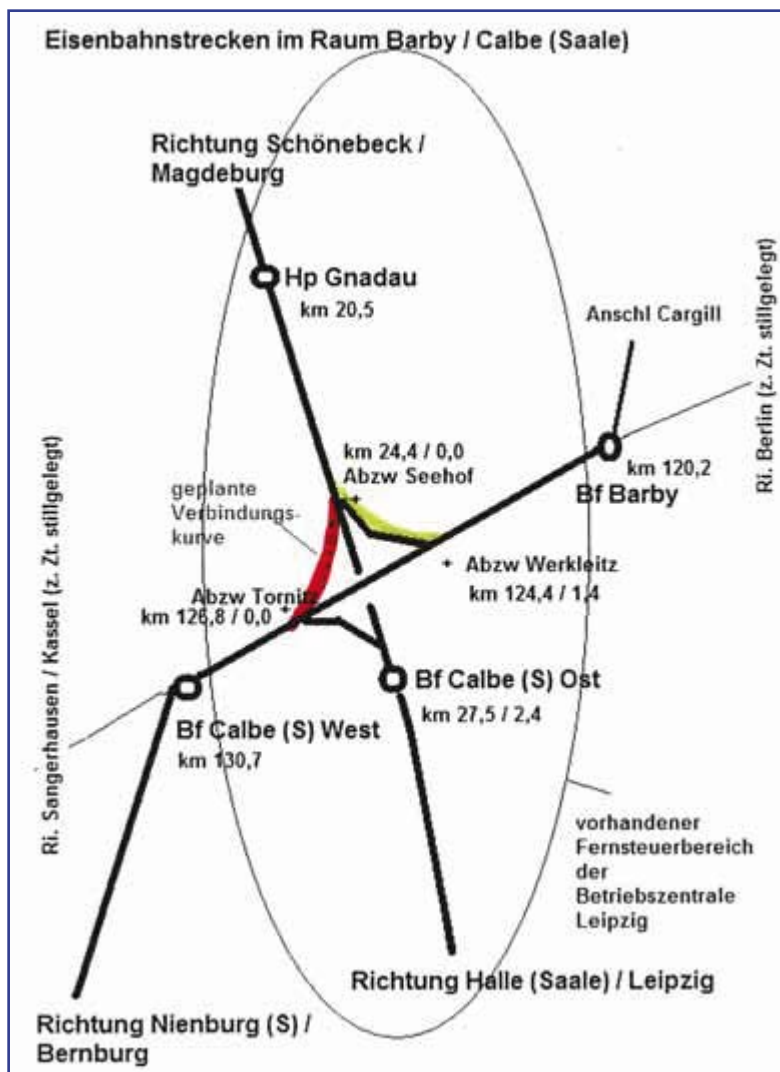 Eisenbahnstrecken im Raum Barby / Calbe (Saale)
Richtung Schönebeck /
Magdeburg
Hp Gnadau
km 20,5
Anschl Cargill
Ri. Berlin (z. Zt. stillgelegt)
km 24,4 / 0,0
Abzw Seehof
km 120,2
Bf Barby
geplante
Verbindungs-
kurve
Abzw Werkleitz
km 124,4 / 1,4
Abzw Tornitz
km 126,8 / 0,0
Ri. Sangerhausen / Kassel (z. Zt. stillgelegt)
Bf Calbe (S) Ost
km 27,5 / 2,4
Bf Calbe (S) West
km 130,7
vorhandener
Fernsteuerbereich
der
Betriebszentrale
Leipzig
Richtung Halle (Saale) / Leipzig
Richtung Nienburg (S) /
Bernburg